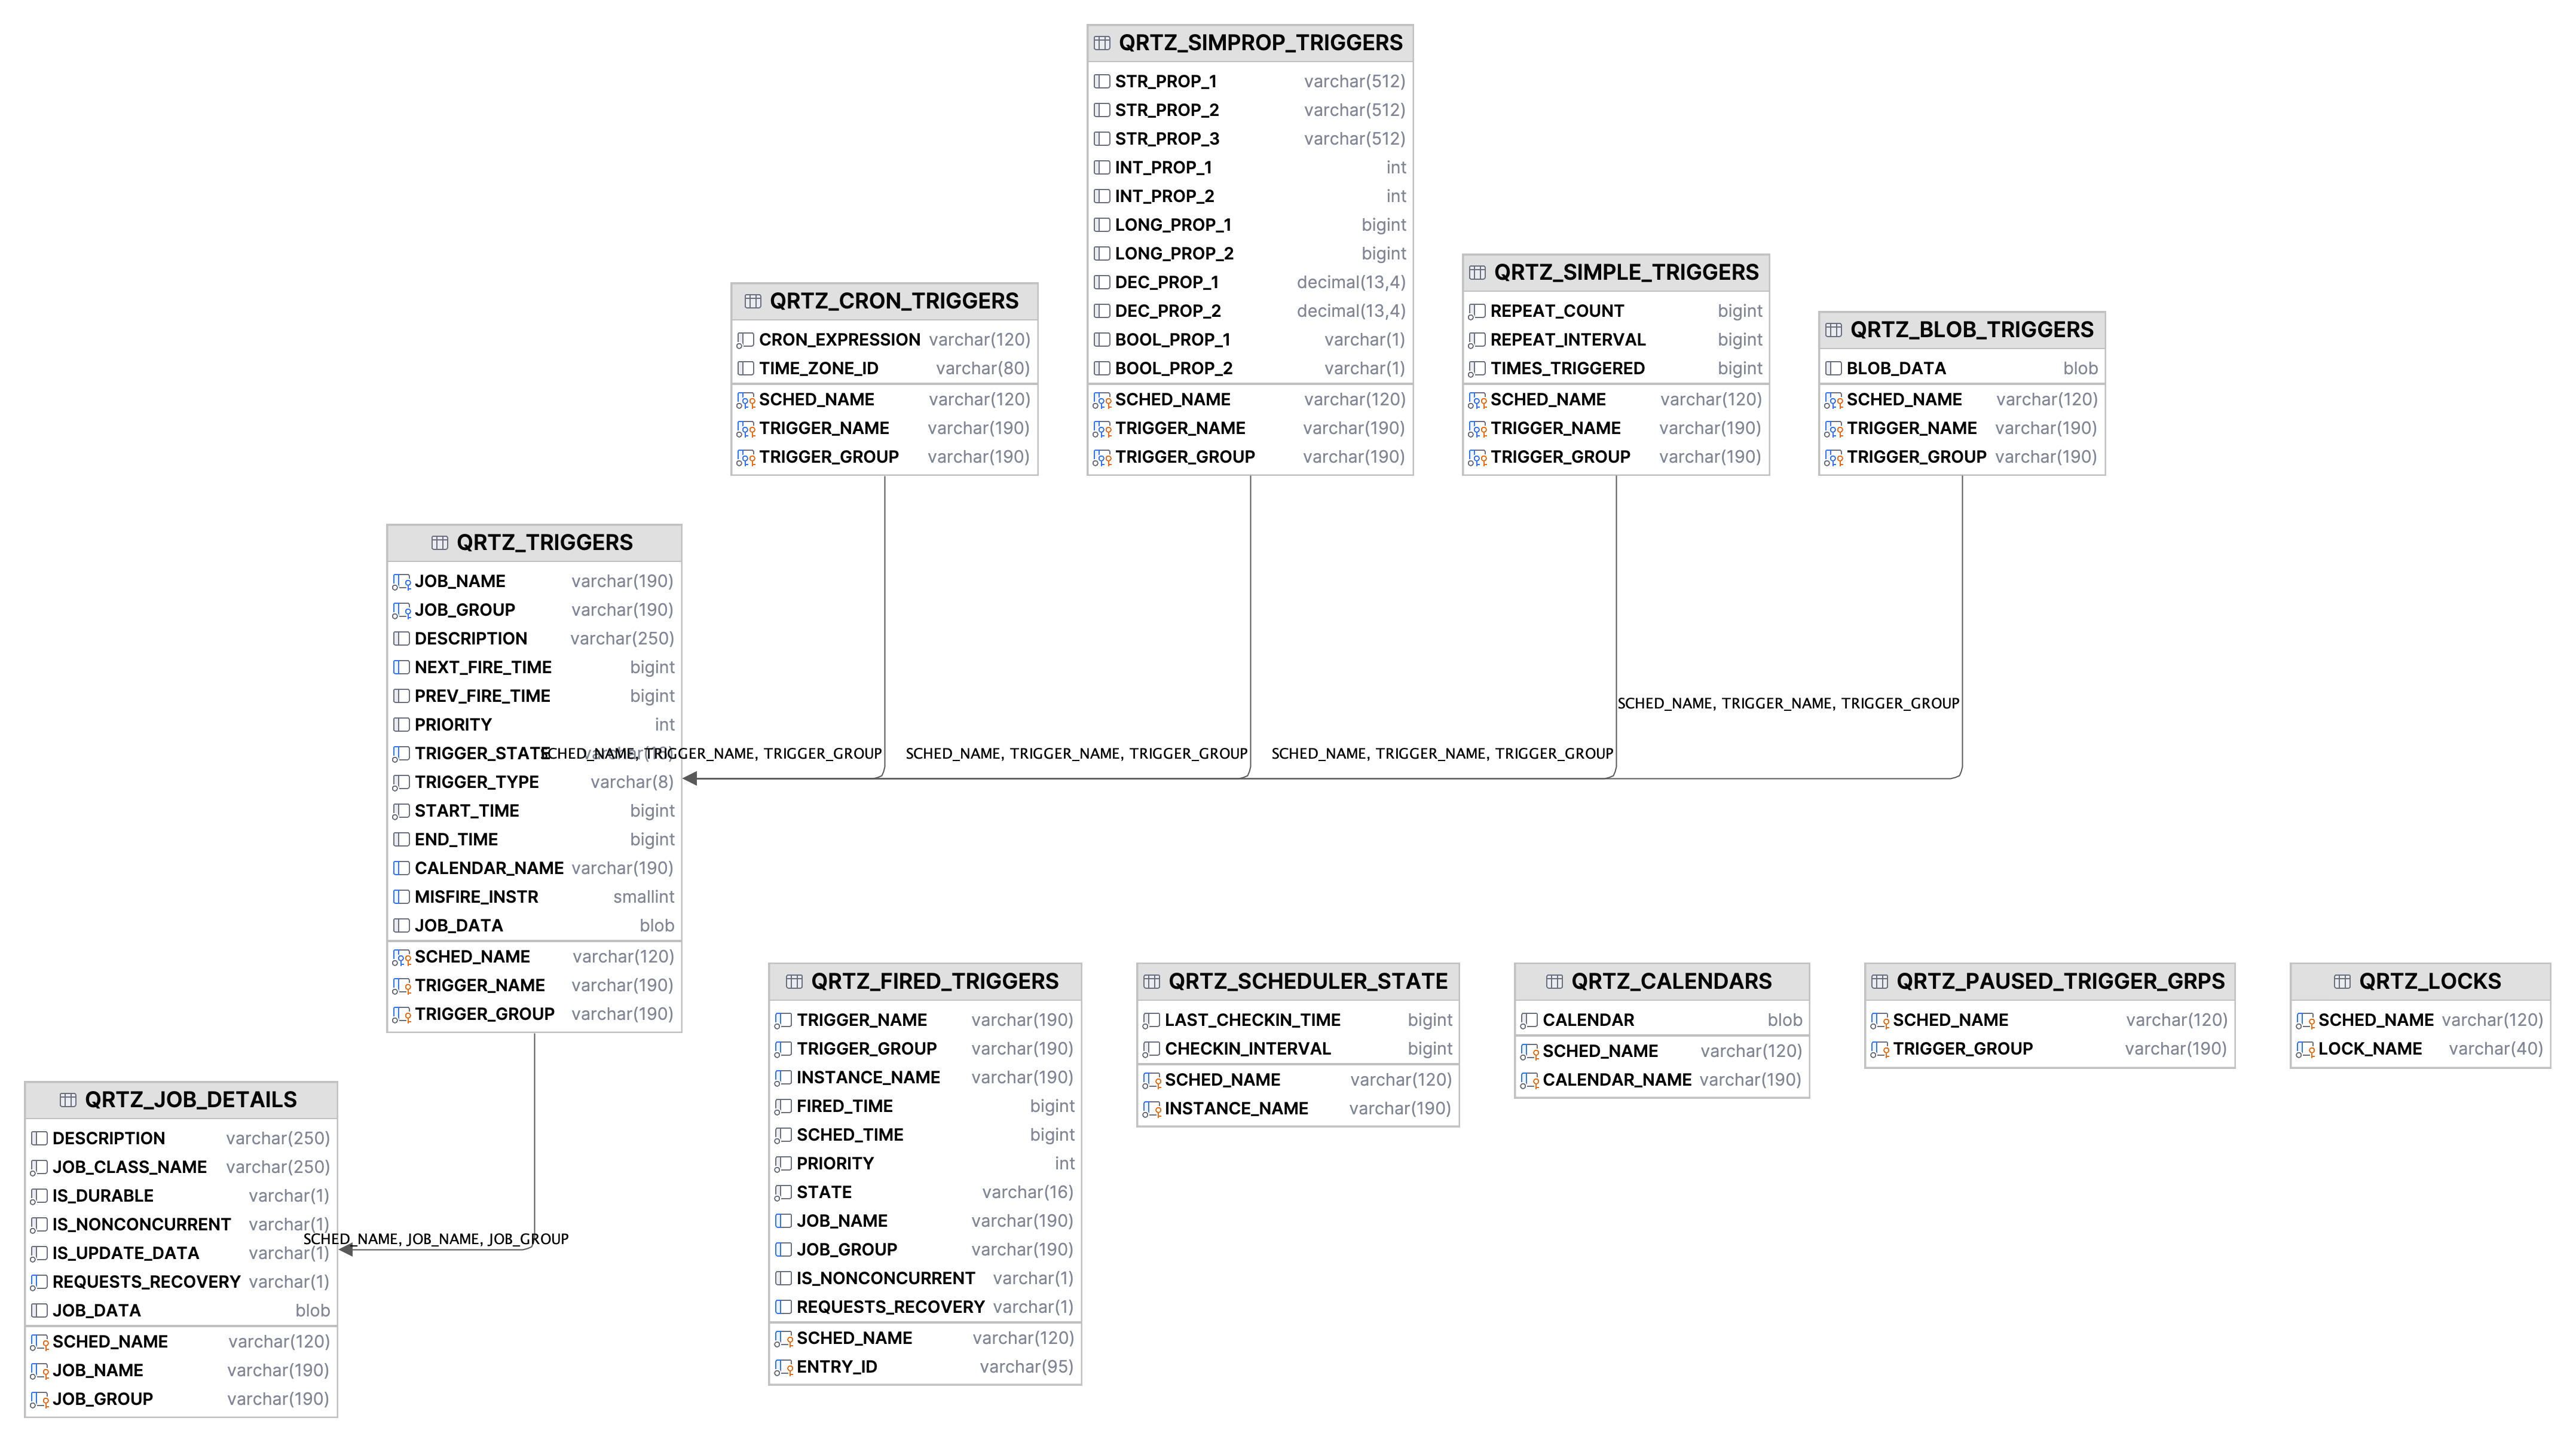 QRTZ_SIMPROP_TRIGGERS
STR_PROP_1 varchar(512)
STR_PROP_2 varchar(512)
STR_PROP_3 varchar(512)
INT_PROP_1 int
INT_PROP_2 int
LONG_PROP_1 bigint
LONG_PROP_2 bigint
DEC_PROP_1 decimal(13,4)
DEC_PROP_2 decimal(13,4)
BOOL_PROP_1 varchar(1)
BOOL_PROP_2 varchar(1)
SCHED_NAME varchar(120)
TRIGGER_NAME varchar(190)
TRIGGER_GROUP varchar(190)
QRTZ_CRON_TRIGGERS
CRON_EXPRESSION varchar(120)
TIME_ZONE_ID varchar(80)
SCHED_NAME varchar(120)
TRIGGER_NAME varchar(190)
TRIGGER_GROUP varchar(190)
QRTZ_SIMPLE_TRIGGERS
REPEAT_COUNT bigint
REPEAT_INTERVAL bigint
TIMES_TRIGGERED bigint
SCHED_NAME varchar(120)
TRIGGER_NAME varchar(190)
TRIGGER_GROUP varchar(190)
QRTZ_BLOB_TRIGGERS
BLOB_DATA blob
SCHED_NAME varchar(120)
TRIGGER_NAME varchar(190)
TRIGGER_GROUP varchar(190)
QRTZ_TRIGGERS
JOB_NAME varchar(190)
JOB_GROUP varchar(190)
DESCRIPTION varchar(250)
NEXT_FIRE_TIME bigint
PREV_FIRE_TIME bigint
PRIORITY int
TRIGGER_STATE
TRIGGER_TYPE varchar(8)
START_TIME bigint
END_TIME bigint
CALENDAR_NAME varchar(190)
MISFIRE_INSTR smallint
JOB_DATA blob
SCHED_NAME varchar(120)
TRIGGER_NAME varchar(190)
TRIGGER_GROUP varchar(190)
SCHED_NAME, TRIGGER_NAME, TRIGGER_GROUP
SCHED_NAME, TRIGGER_NAME, TRIGGER_GROUP
SCHED_NAME, TRIGGER_NAME, TRIGGER_GROUP
SCHED_NAME, TRIGGER_NAME, TRIGGER_GROUP
QRTZ_JOB_DETAILS
DESCRIPTION varchar(250)
JOB_CLASS_NAME varchar(250)
IS_DURABLE varchar(1)
IS_NONCONCURRENT varchar(1)
IS_UPDATE_DATA varchar(1)
REQUESTS_RECOVERY varchar(1)
JOB_DATA blob
SCHED_NAME varchar(120)
JOB_NAME varchar(190)
JOB_GROUP varchar(190)
SCHED_NAME, JOB_NAME, JOB_GROUP
QRTZ_FIRED_TRIGGERS
TRIGGER_NAME varchar(190)
TRIGGER_GROUP varchar(190)
INSTANCE_NAME varchar(190)
FIRED_TIME bigint
SCHED_TIME bigint
PRIORITY int
STATE varchar(16)
JOB_NAME varchar(190)
JOB_GROUP varchar(190)
IS_NONCONCURRENT varchar(1)
REQUESTS_RECOVERY varchar(1)
SCHED_NAME varchar(120)
ENTRY_ID varchar(95)
QRTZ_SCHEDULER_STATE
LAST_CHECKIN_TIME bigint
CHECKIN_INTERVAL bigint
SCHED_NAME varchar(120)
INSTANCE_NAME varchar(190)
QRTZ_CALENDARS
CALENDAR blob
SCHED_NAME varchar(120)
CALENDAR_NAME varchar(190)
QRTZ_PAUSED_TRIGGER_GRPS
SCHED_NAME varchar(120)
TRIGGER_GROUP varchar(190)
QRTZ_LOCKS
SCHED_NAME varchar(120)
LOCK_NAME varchar(40)